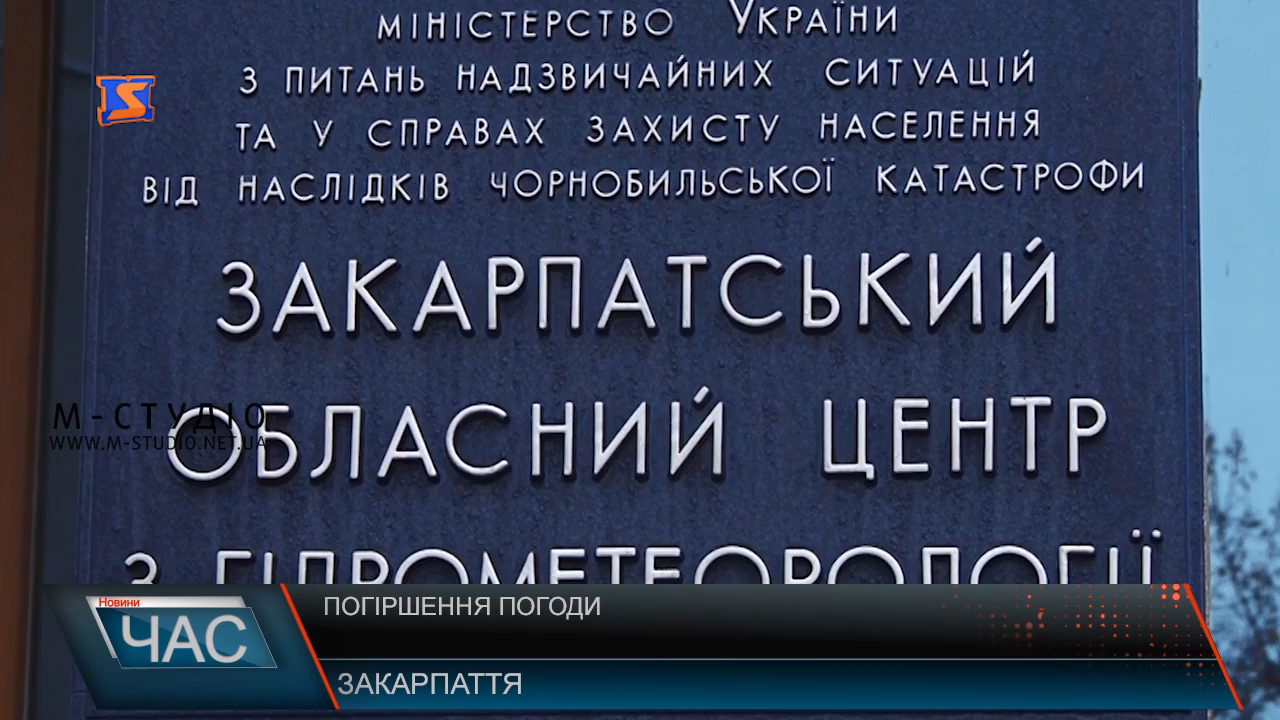 МІНІСТЕРСТВО УКРАЇНИ
З ПИТАНЬ НАДЗВИЧАЙНИХ СИТУАЦІЙ
ТА У СПРАВАХ ЗАХИСТУ НАСЕЛЕННЯ
ВІД НАСЛІДКІВ ЧОРНОБИЛЬСЬКОЇ КАТАСТРОФИ
ЗАКАРПАТСЬКИЙ
ОБЛАСНИЙ ЦЕНТР
З ГІДРОМЕТЕОРОЛОГІЇ
М-СТУДІО
WWW.M-STUDIO.NET.UA
Новини
ЧАС
ПОГІРШЕННЯ ПОГОДИ
ЗАКАРПАТТЯ